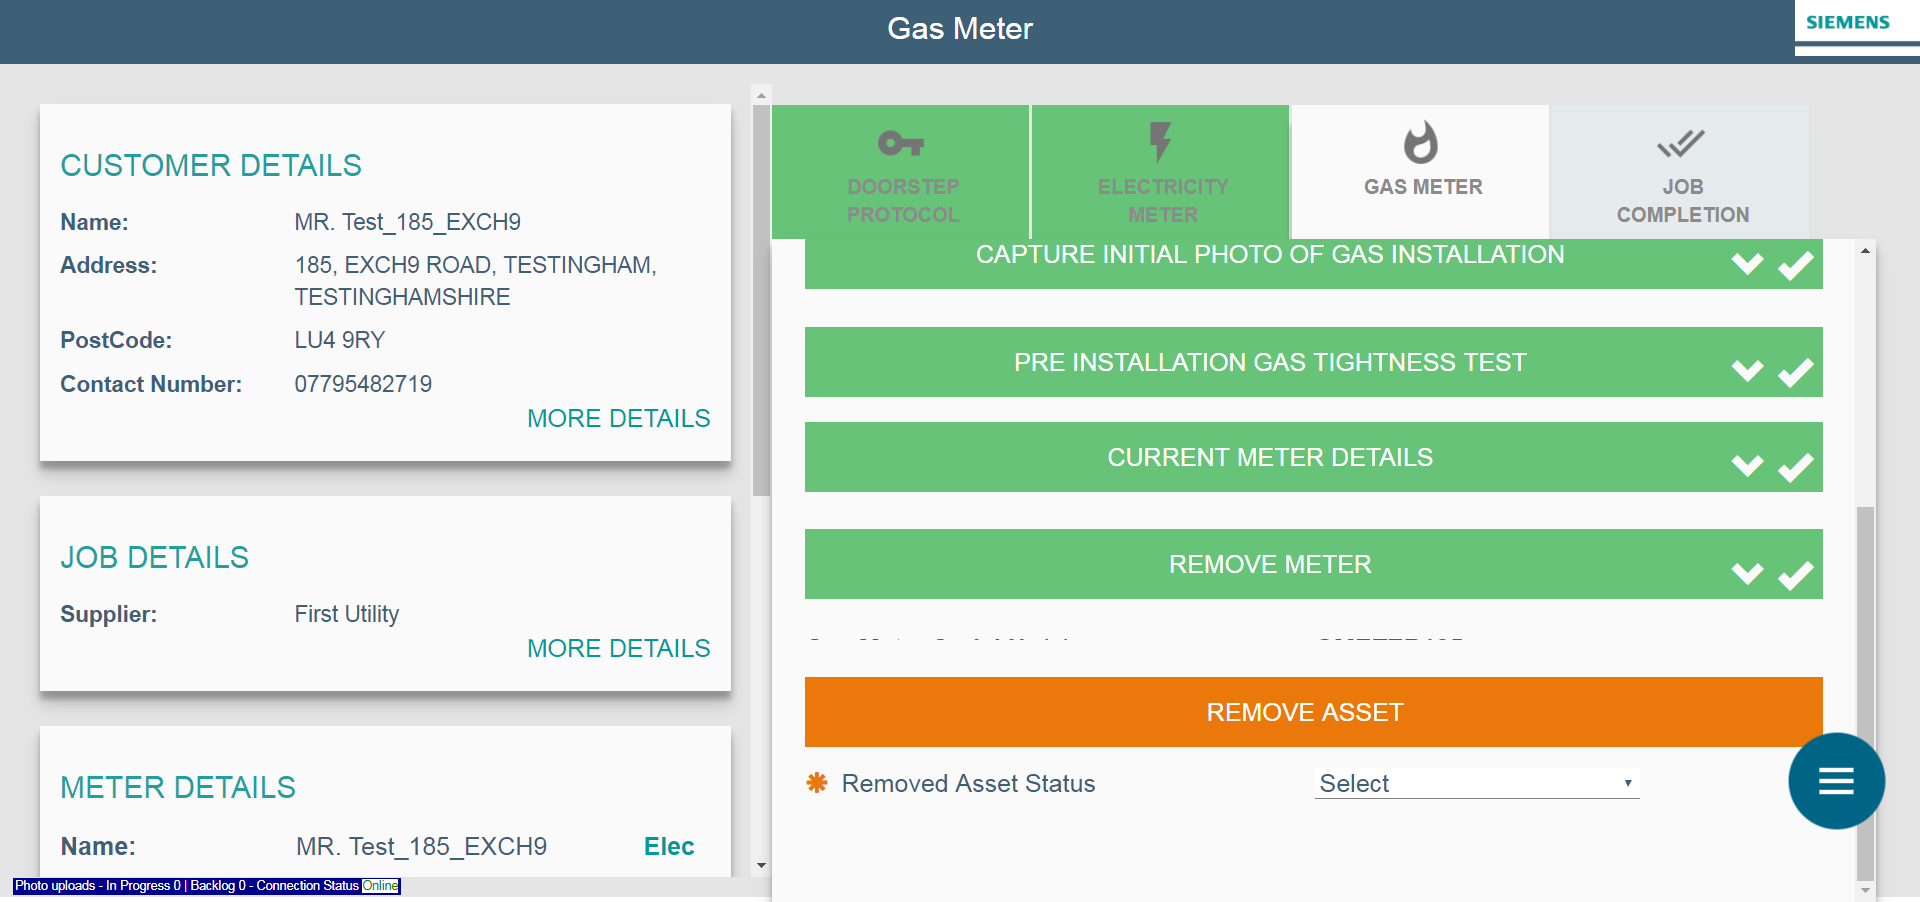 Gas Meter
SIEMENS
CUSTOMER DETAILS
Name: MR. Test_185_EXCH9
Address: 185, EXCH9 ROAD, TESTINGHAM,
TESTINGHAMSHIRE
PostCode: LU4 9RY
Contact Number: 07795482719
MORE DETAILS
JOB DETAILS
Supplier: First Utility
MORE DETAILS
METER DETAILS
Name: MR. Test_185_EXCH9 Elec
Photo uploads - In Progress 0 | Backlog 0 - Connection Status Online
DOORSTEP
PROTOCOL
ELECTRICITY
METER
GAS METER
JOB
COMPLETION
CAPTURE INITIAL PHOTO OF GAS INSTALLATION
PRE INSTALLATION GAS TIGHTNESS TEST
CURRENT METER DETAILS
REMOVE METER
REMOVE ASSET
Removed Asset Status Select